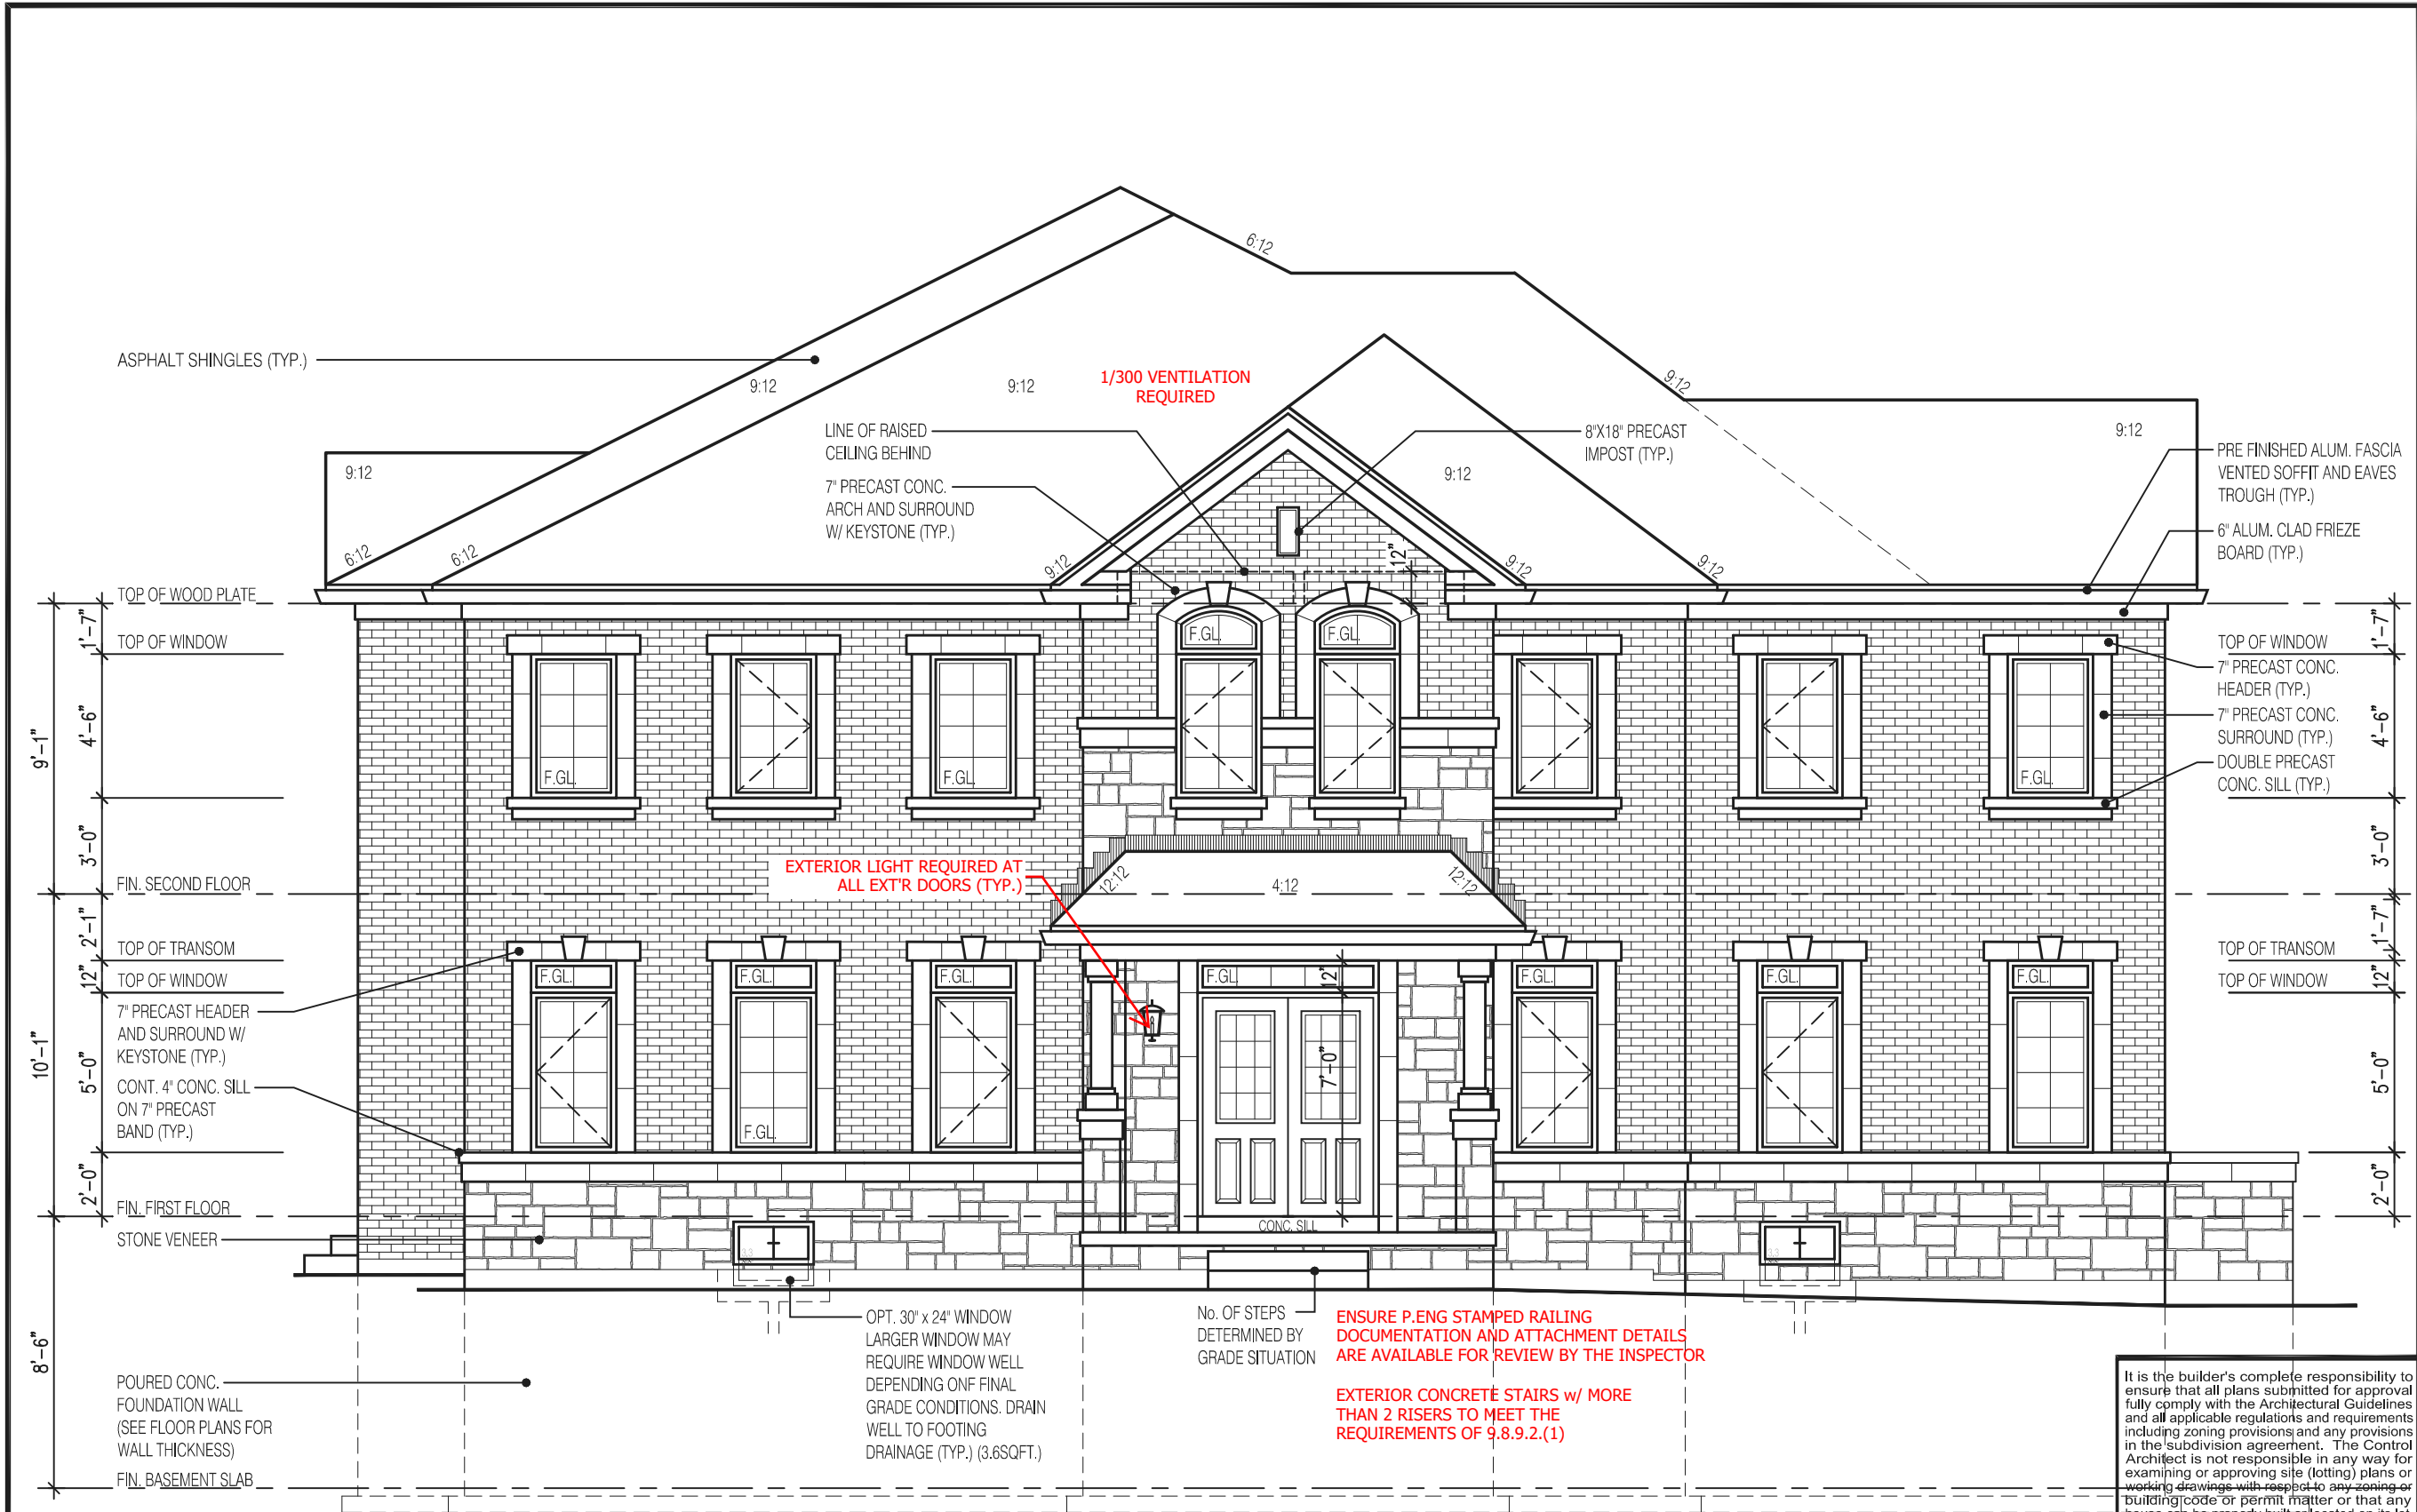 6:12
ASPHALT SHINGLES (TYP.)
9:12
9:12
1/300 VENTILATION
REQUIRED
9:12
9:12
LINE OF RAISED
CEILING BEHIND
8"X18" PRECAST
IMPOST (TYP.)
9:12
9:12
PRE FINISHED ALUM. FASCIA
VENTED SOFFIT AND EAVES
TROUGH (TYP.)
7" PRECAST CONC.
ARCH AND SURROUND
W/ KEYSTONE (TYP.)
6" ALUM. CLAD FRIEZE
BOARD (TYP.)
6:12
6:12
9:12
12"
9:12
9:12
TOP OF WOOD PLATE
1'-7"
TOP OF WINDOW
F.GL.
F.GL.
1'-7"
TOP OF WINDOW
7" PRECAST CONC.
HEADER (TYP.)
7" PRECAST CONC.
SURROUND (TYP.)
DOUBLE PRECAST
CONC. SILL (TYP.)
9'-1"
4'-6"
4'-6"
F.GL.
F.GL.
F.GL.
3'-0"
3'-0"
EXTERIOR LIGHT REQUIRED AT
ALL EXT'R DOORS (TYP.)
12:12
4:12
12:12
FIN. SECOND FLOOR
2'-1"
1'-7"
TOP OF TRANSOM
TOP OF TRANSOM
12"
12"
TOP OF WINDOW
TOP OF WINDOW
F.GL.
F.GL.
F.GL.
F.GL.
12"
F.GL.
F.GL.
F.GL.
7" PRECAST HEADER
AND SURROUND W/
KEYSTONE (TYP.)
10'-1"
5'-0"
7'-0"
5'-0"
CONT. 4" CONC. SILL
ON 7" PRECAST
BAND (TYP.)
F.GL.
2'-0"
2'-0"
FIN. FIRST FLOOR
CONC. SILL
STONE VENEER
3.3
3.3
8'-6"
OPT. 30" x 24" WINDOW
LARGER WINDOW MAY
REQUIRE WINDOW WELL
DEPENDING ONF FINAL
GRADE CONDITIONS. DRAIN
WELL TO FOOTING
DRAINAGE (TYP.) (3.6SQFT.)
No. OF STEPS
DETERMINED BY
GRADE SITUATION
ENSURE P.ENG STAMPED RAILING
DOCUMENTATION AND ATTACHMENT DETAILS
ARE AVAILABLE FOR REVIEW BY THE INSPECTOR
EXTERIOR CONCRETE STAIRS w/ MORE
THAN 2 RISERS TO MEET THE
REQUIREMENTS OF 9.8.9.2.(1)
POURED CONC.
FOUNDATION WALL
(SEE FLOOR PLANS FOR
WALL THICKNESS)
FIN. BASEMENT SLAB
It is the builder's complete responsibility to
ensure that all plans submitted for approval
fully comply with the Architectural Guidelines
and all applicable regulations and requirements
including zoning provisions and any provisions
in the subdivision agreement. The Control
Architect is not responsible in any way for
examining or approving site (lotting) plans or
working drawings with respect to any zoning or
building code or permit matter or that any